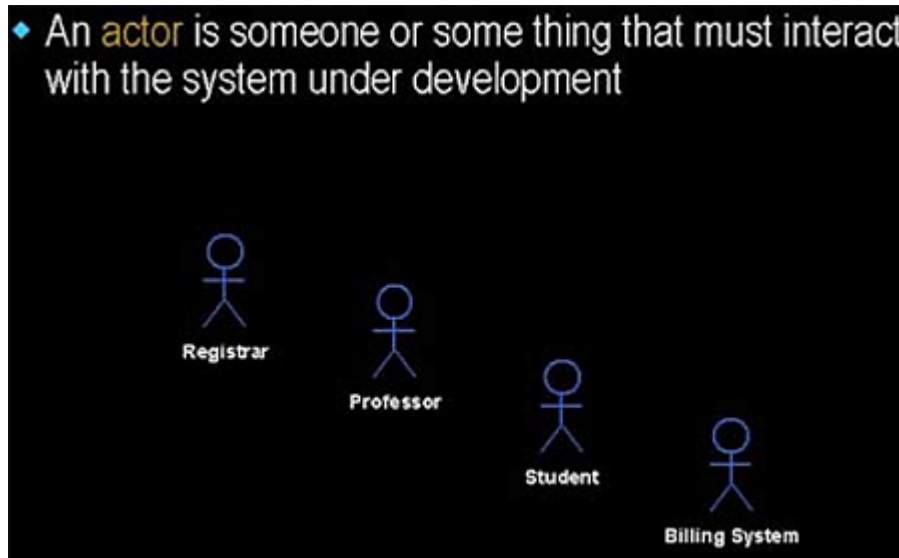 An actor is someone or some thing that must interact
with the system under development
Registrar
Professor
Student
Billing System